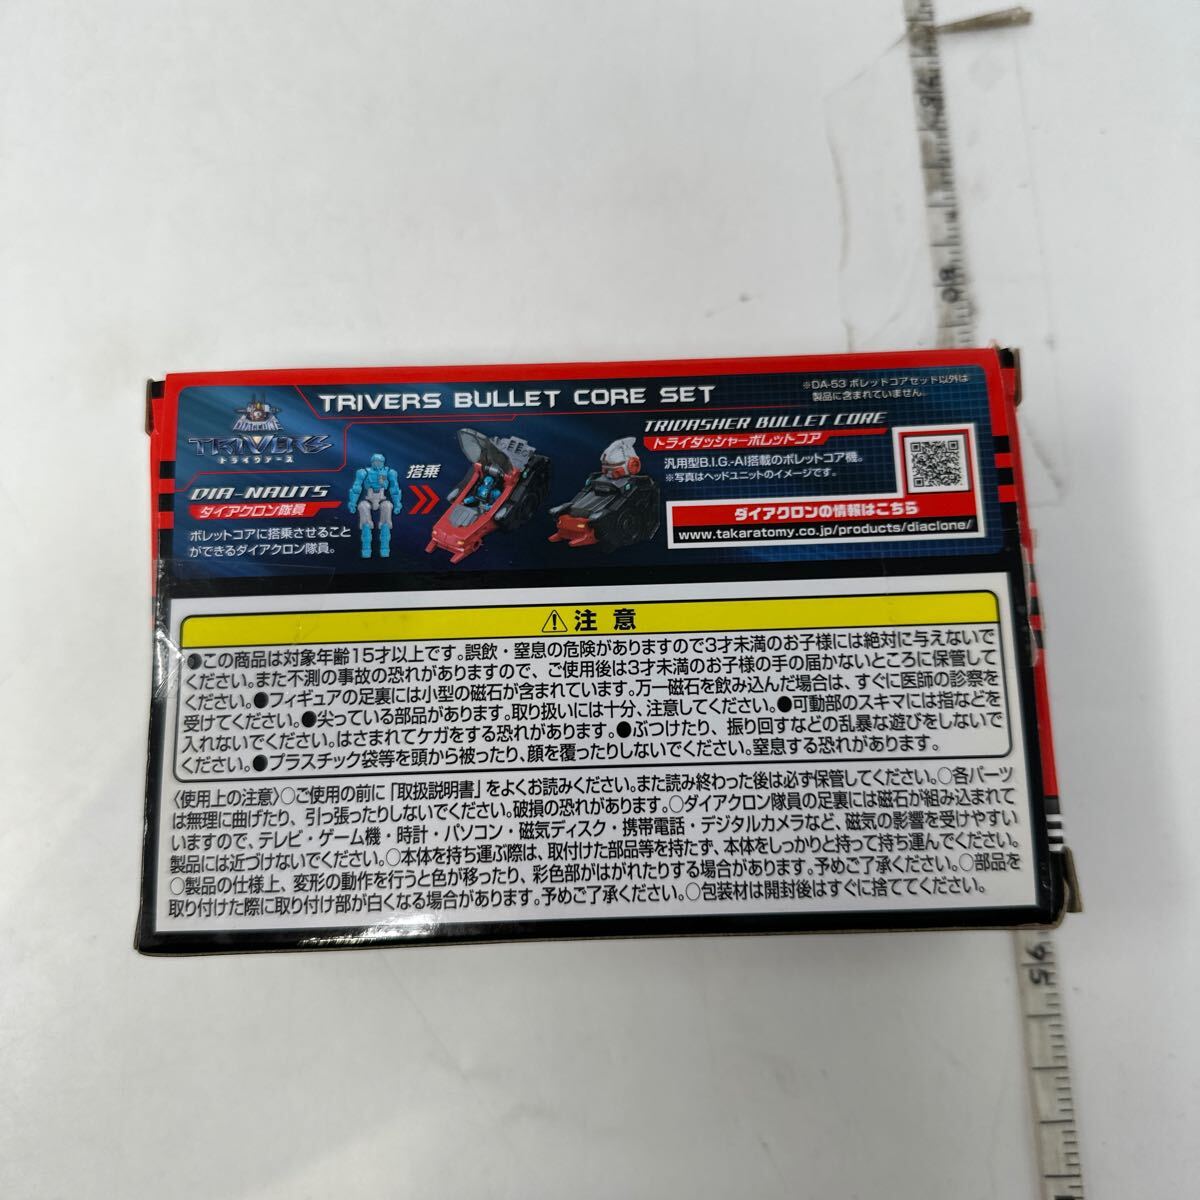 TRIVERS BULLET CORE SET
※DA-53 ボレットコアセット以外は
製品に含まれていません。
DIACLONE
TRIVERS
トライヴァース
DIA-NAUTS
ダイアクロン隊員
ボレットコアに搭乗させること
ができるダイアクロン隊員。
搭乗
TRIDASHER BULLET CORE
トライダッシャーボレットコア
汎用型B.I.G.-AI搭載のボレットコア機。
※写真はヘッドユニットのイメージです。
ダイアクロンの情報はこちら
www.takaratomy.co.jp/products/diaclone/
注意
●この商品は対象年齢15才以上です。誤飲・窒息の危険がありますので3才未満のお子様には絶対に与えないで
ください。また不測の事故の恐れがありますので、ご使用後は3才未満のお子様の手の届かないところに保管して
ください。●フィギュアの足裏には小型の磁石が含まれています。万一磁石を飲み込んだ場合は、すぐに医師の診察を
受けてください。●尖っている部品があります。取り扱いには十分、注意してください。●可動部のスキマには指などを
入れないでください。はさまれてケガをする恐れがあります。●ぶつけたり、振り回すなどの乱暴な遊びをしないで
ください。●プラスチック袋等を頭から被ったり、顔を覆ったりしないでください。窒息する恐れがあります。
〈使用上の注意〉○ご使用の前に「取扱説明書」をよくお読みください。また読み終わった後は必ず保管してください。○各パーツ
は無理に曲げたり、引っ張ったりしないでください。破損の恐れがあります。○ダイアクロン隊員の足裏には磁石が組み込まれて
いますので、テレビ・ゲーム機・時計・パソコン・磁気ディスク・携帯電話・デジタルカメラなど、磁気の影響を受けやすい
製品には近づけないでください。○本体を持ち運ぶ際は、取付けた部品等を持たず、本体をしっかりと持って持ち運んでください。
○製品の仕様上、変形の動作を行うと色が移ったり、彩色部がはがれたりする場合があります。予めご了承ください。○部品を
取り付けた際に取り付け部が白くなる場合があります。予めご了承ください。○包装材は開封後はすぐに捨ててください。